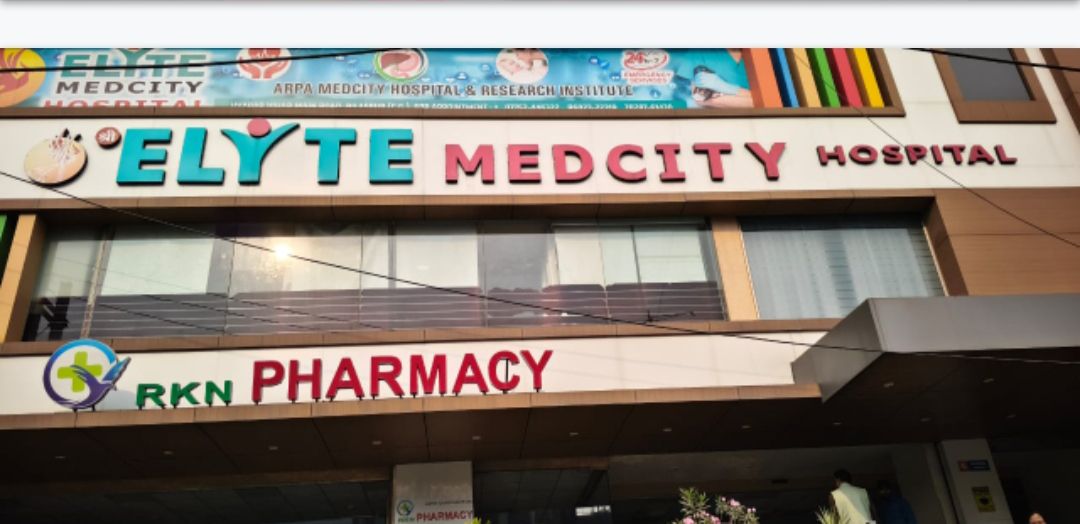 ELYTE
MEDCITY
HOSPITAL
24x7
EMERGENCY
SERVICES
ARPA MEDCITY HOSPITAL & RESEARCH INSTITUTE
श्री
ELYTE MEDCITY HOSPITAL
RKN PHARMACY
PHARMACY